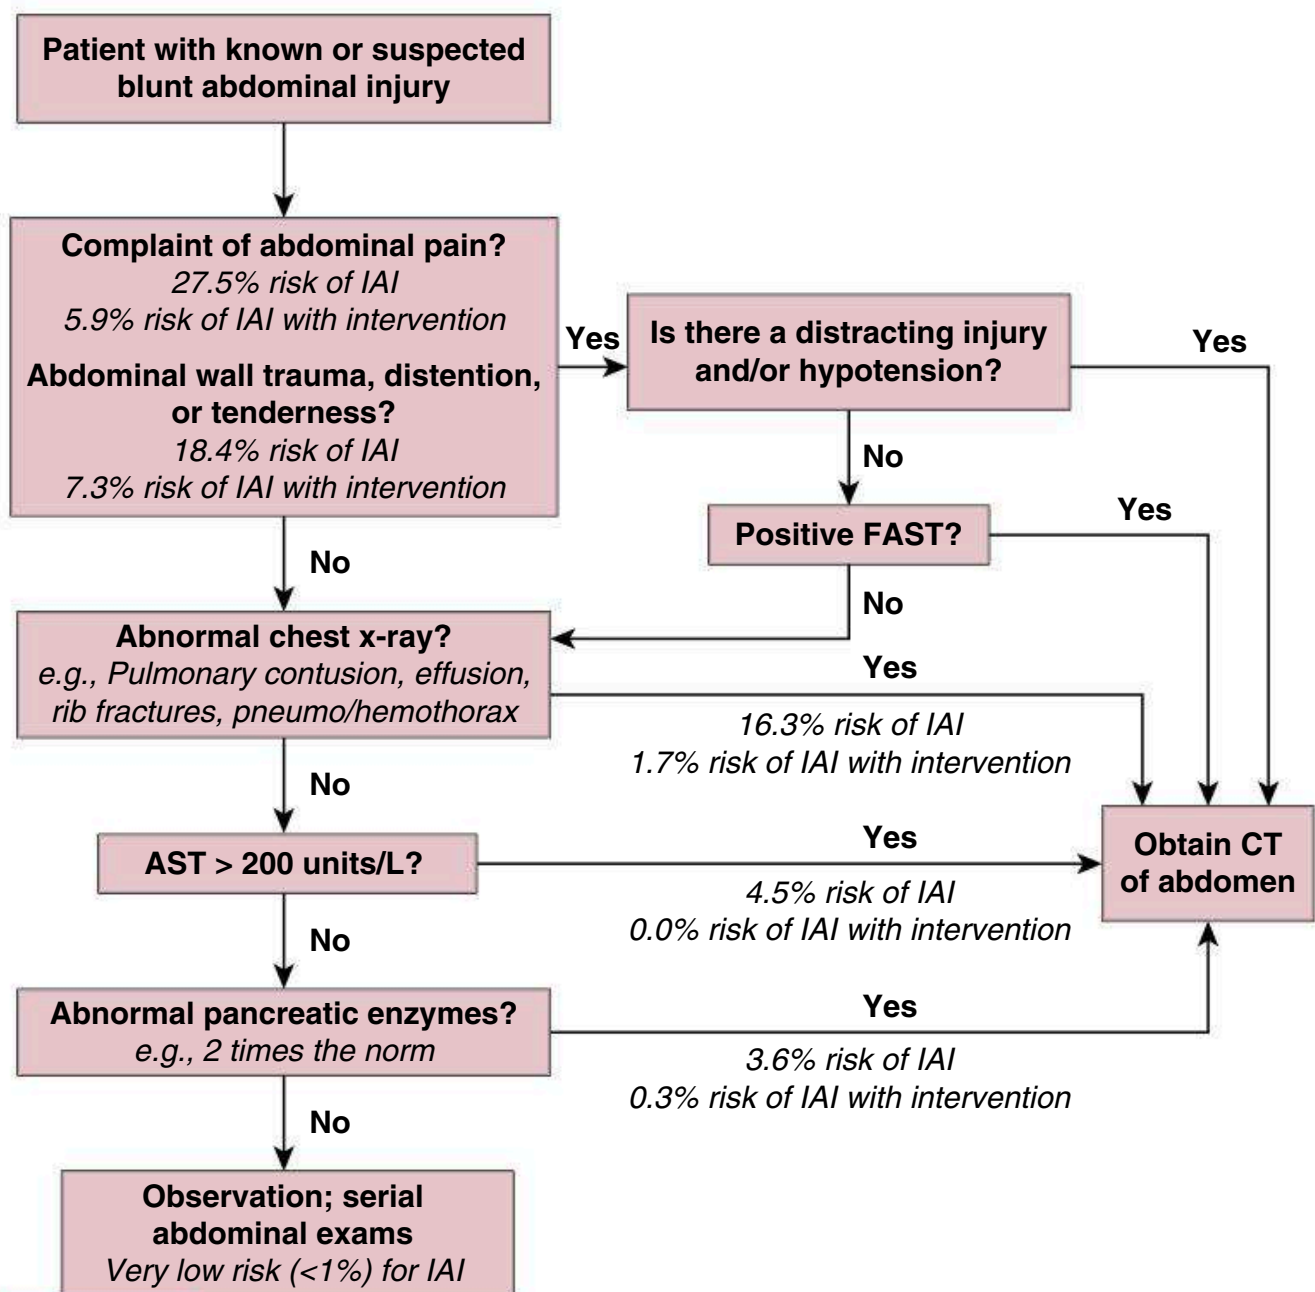 Patient with known or suspected
blunt abdominal injury
Complaint of abdominal pain?
27.5% risk of IAI
5.9% risk of IAI with intervention
Abdominal wall trauma, distention,
or tenderness?
18.4% risk of IAI
7.3% risk of IAI with intervention
Yes
Is there a distracting injury
and/or hypotension?
Yes
No
Positive FAST?
Yes
No
No
Abnormal chest x-ray?
e.g., Pulmonary contusion, effusion,
rib fractures, pneumo/hemothorax
Yes
16.3% risk of IAI
1.7% risk of IAI with intervention
No
AST > 200 units/L?
Yes
4.5% risk of IAI
0.0% risk of IAI with intervention
Obtain CT
of abdomen
No
Abnormal pancreatic enzymes?
e.g., 2 times the norm
Yes
3.6% risk of IAI
0.3% risk of IAI with intervention
No
Observation; serial
abdominal exams
Very low risk (<1%) for IAI